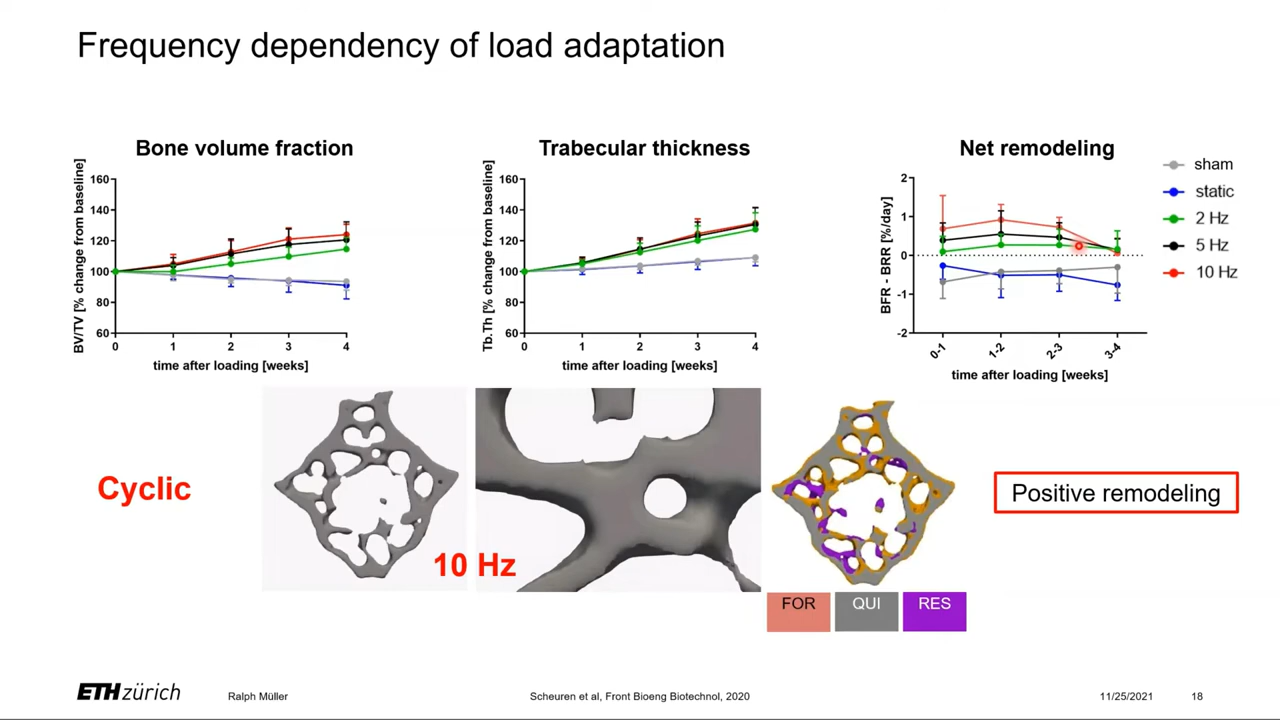 Frequency dependency of load adaptation
Bone volume fraction
BV/TV [% change from baseline]
160
140
120
100
80
60
0 1 2 3 4
time after loading [weeks]
Trabecular thickness
Tb.Th [% change from baseline]
160
140
120
100
80
60
0 1 2 3 4
time after loading [weeks]
Net remodeling
BFR - BRR [%/day]
2
1
0
-1
-2
0-1 1-2 2-3 3-4
time after loading [weeks]
sham
static
2 Hz
5 Hz
10 Hz
Cyclic
10 Hz
Positive remodeling
FOR QUI RES
ETH zürich
Ralph Müller
Scheuren et al, Front Bioeng Biotechnol, 2020
11/25/2021
18